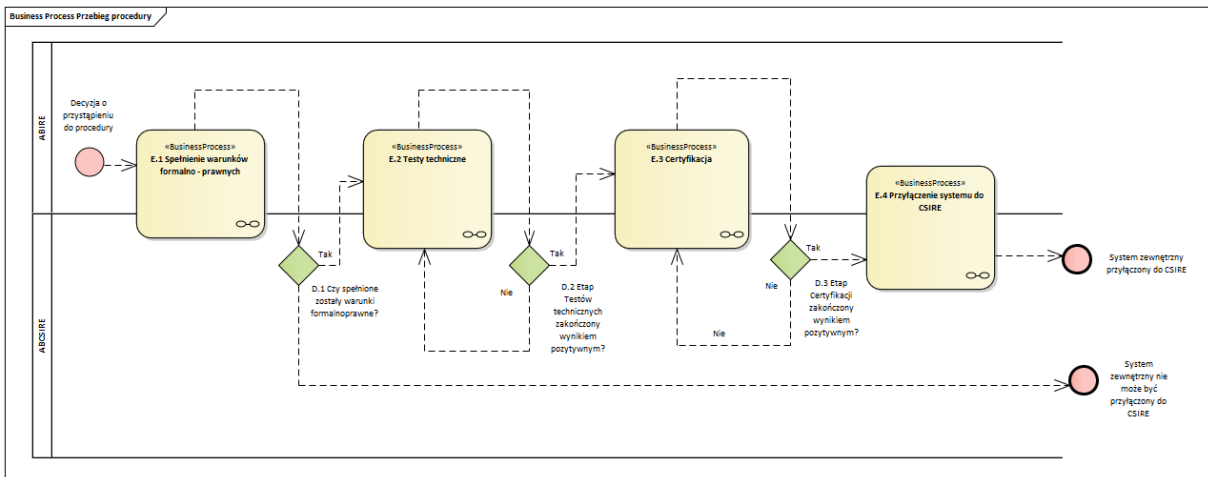 Business Process Przebieg procedury
ABIRE
Decyzja o
przystąpieniu
do procedury
«BusinessProcess»
E.1 Spełnienie warunków
formalno - prawnych
«BusinessProcess»
E.2 Testy techniczne
«BusinessProcess»
E.3 Certyfikacja
«BusinessProcess»
E.4 Przyłączenie systemu do
CSIRE
ABCSIRE
Tak
D.1 Czy spełnione
zostały warunki
formalnoprawne?
Tak
Nie
D.2 Etap
Testów
technicznych
zakończony
wynikiem
pozytywnym?
Tak
Nie
Nie
D.3 Etap
Certyfikacji
zakończony
wynikiem
pozytywnym?
System zewnętrzny
przyłączony do CSIRE
System
zewnętrzny nie
może być
przyłączony do
CSIRE